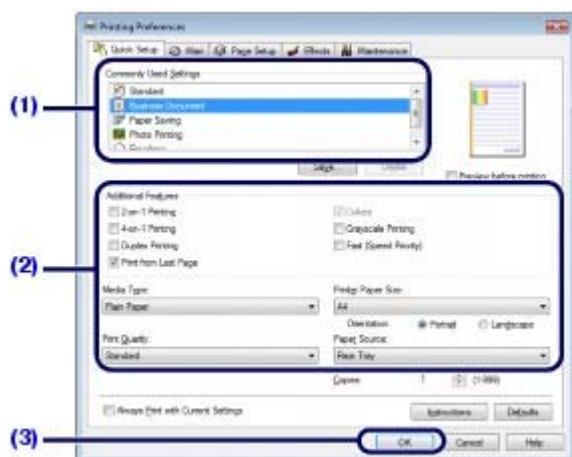 Printing Preferences
Quick Setup Main Page Setup Effects Maintenance
Commonly Used Settings
(1)
Standard
Business Document
Paper Saving
Photo Printing
Save...
Preview before printing
Additional Features
2-on-1 Printing
4-on-1 Printing Grayscale Printing
Duplex Printing Fast (Speed Priority)
Print from Last Page
(2)
Media Type: Printer Paper Size:
Plain Paper A4
Orientation: Portrait Landscape
Print Quality: Paper Source:
Standard Rear Tray
Copies: 1 (1-999)
Always Print with Current Settings Instructions Defaults
(3)
OK Cancel Help